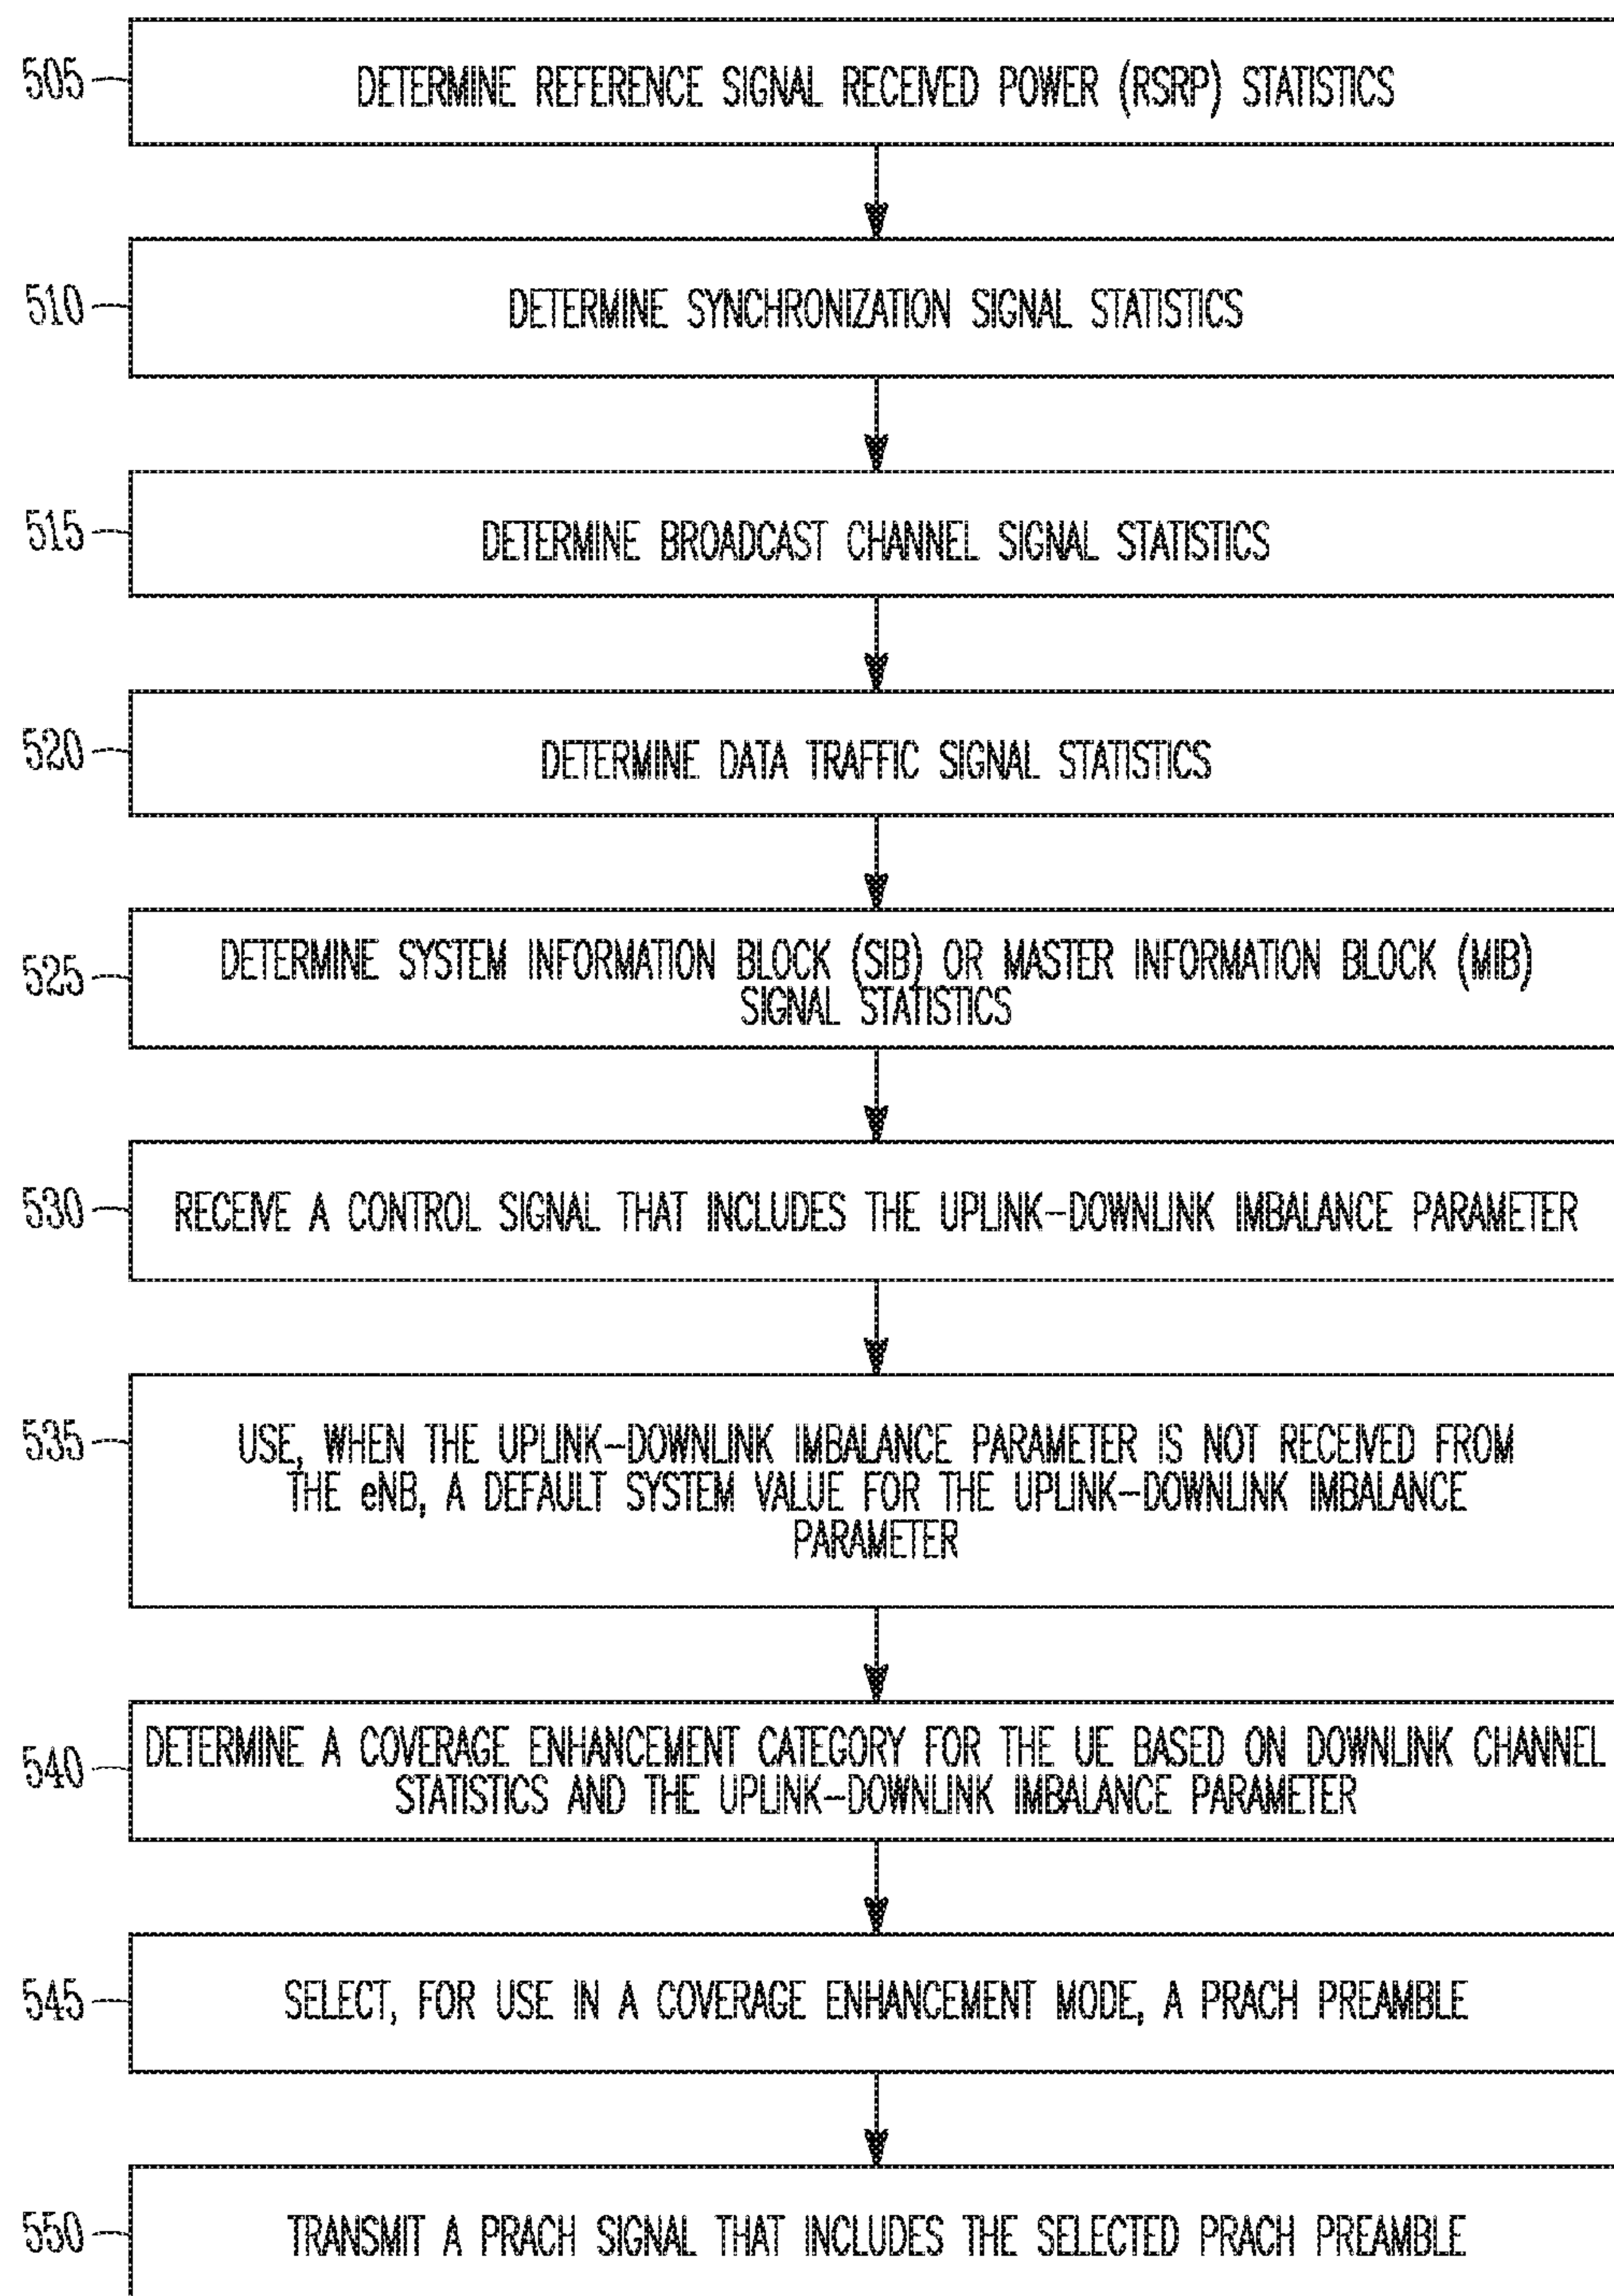 505
DETERMINE REFERENCE SIGNAL RECEIVED POWER (RSRP) STATISTICS
510
DETERMINE SYNCHRONIZATION SIGNAL STATISTICS
515
DETERMINE BROADCAST CHANNEL SIGNAL STATISTICS
520
DETERMINE DATA TRAFFIC SIGNAL STATISTICS
525
DETERMINE SYSTEM INFORMATION BLOCK (SIB) OR MASTER INFORMATION BLOCK (MIB)
SIGNAL STATISTICS
530
RECEIVE A CONTROL SIGNAL THAT INCLUDES THE UPLINK-DOWNLINK IMBALANCE PARAMETER
535
USE, WHEN THE UPLINK-DOWNLINK IMBALANCE PARAMETER IS NOT RECEIVED FROM
THE eNB, A DEFAULT SYSTEM VALUE FOR THE UPLINK-DOWNLINK IMBALANCE
PARAMETER
540
DETERMINE A COVERAGE ENHANCEMENT CATEGORY FOR THE UE BASED ON DOWNLINK CHANNEL
STATISTICS AND THE UPLINK-DOWNLINK IMBALANCE PARAMETER
545
SELECT, FOR USE IN A COVERAGE ENHANCEMENT MODE, A PRACH PREAMBLE
550
TRANSMIT A PRACH SIGNAL THAT INCLUDES THE SELECTED PRACH PREAMBLE